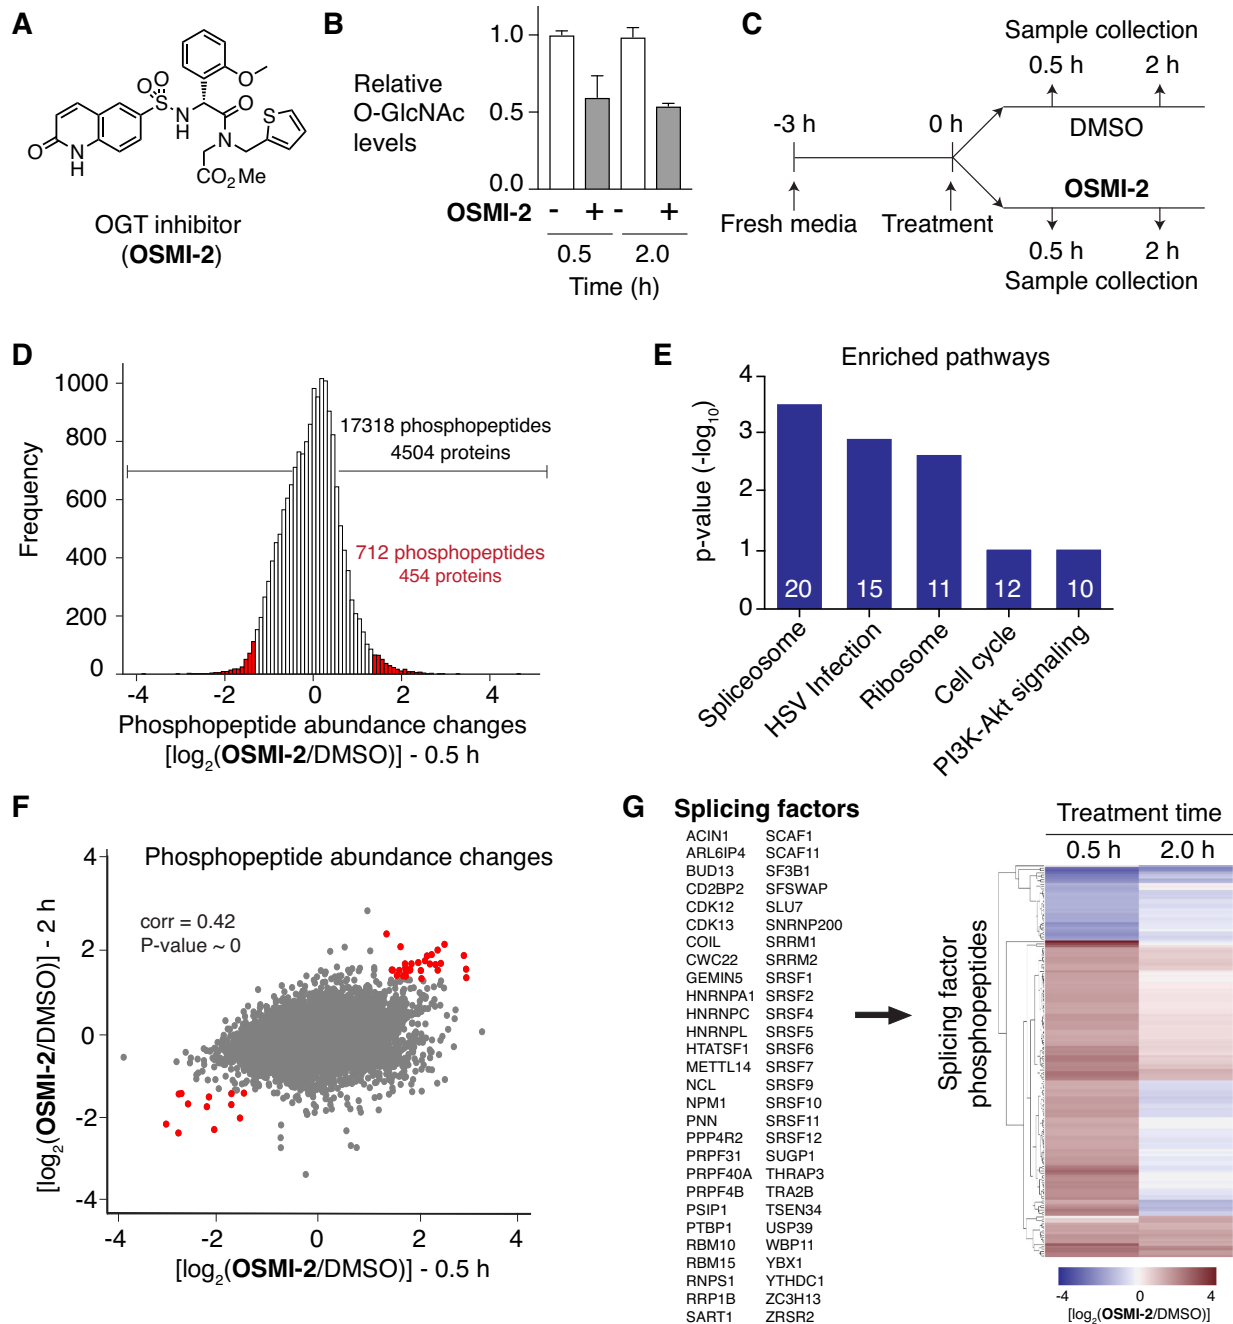 A
O
S
O
O
N
H
O
N
H
O
N
S
CO2Me
OGT inhibitor
(OSMI-2)
B
Relative
O-GlcNAc
levels
1.0
0.5
0.0
OSMI-2 - + - +
0.5 2.0
Time (h)
C
Sample collection
0.5 h 2 h
-3 h 0 h
DMSO
OSMI-2
Fresh media Treatment
0.5 h 2 h
Sample collection
D
Frequency
1000
800
600
400
200
0
17318 phosphopeptides
4504 proteins
712 phosphopeptides
454 proteins
-4 -2 0 2 4
Phosphopeptide abundance changes
[log2(OSMI-2/DMSO)] - 0.5 h
E
Enriched pathways
p-value (-log10)
4
3
2
1
0
20 15 11 12 10
Spliceosome
HSV Infection
Ribosome
Cell cycle
PI3K-Akt signaling
F
Phosphopeptide abundance changes
corr = 0.42
P-value ~ 0
[log2(OSMI-2/DMSO)] - 2 h
4
2
0
-2
-4
-4 -2 0 2 4
[log2(OSMI-2/DMSO)] - 0.5 h
G
Splicing factors
ACIN1 SCAF1
ARL6IP4 SCAF11
BUD13 SF3B1
CD2BP2 SFSWAP
CDK12 SLU7
CDK13 SNRNP200
COIL SRRM1
CWC22 SRRM2
GEMIN5 SRSF1
HNRNPA1 SRSF2
HNRNPC SRSF4
HNRNPL SRSF5
HTATSF1 SRSF6
METTL14 SRSF7
NCL SRSF9
NPM1 SRSF10
PNN SRSF11
PPP4R2 SRSF12
PRPF31 SUGP1
PRPF40A THRAP3
PRPF4B TRA2B
PSIP1 TSEN34
PTBP1 USP39
RBM10 WBP11
RBM15 YBX1
RNPS1 YTHDC1
RRP1B ZC3H13
SART1 ZRSR2
Treatment time
0.5 h 2.0 h
Splicing factor
phosphopeptides
-4 0 4
[log2(OSMI-2/DMSO)]